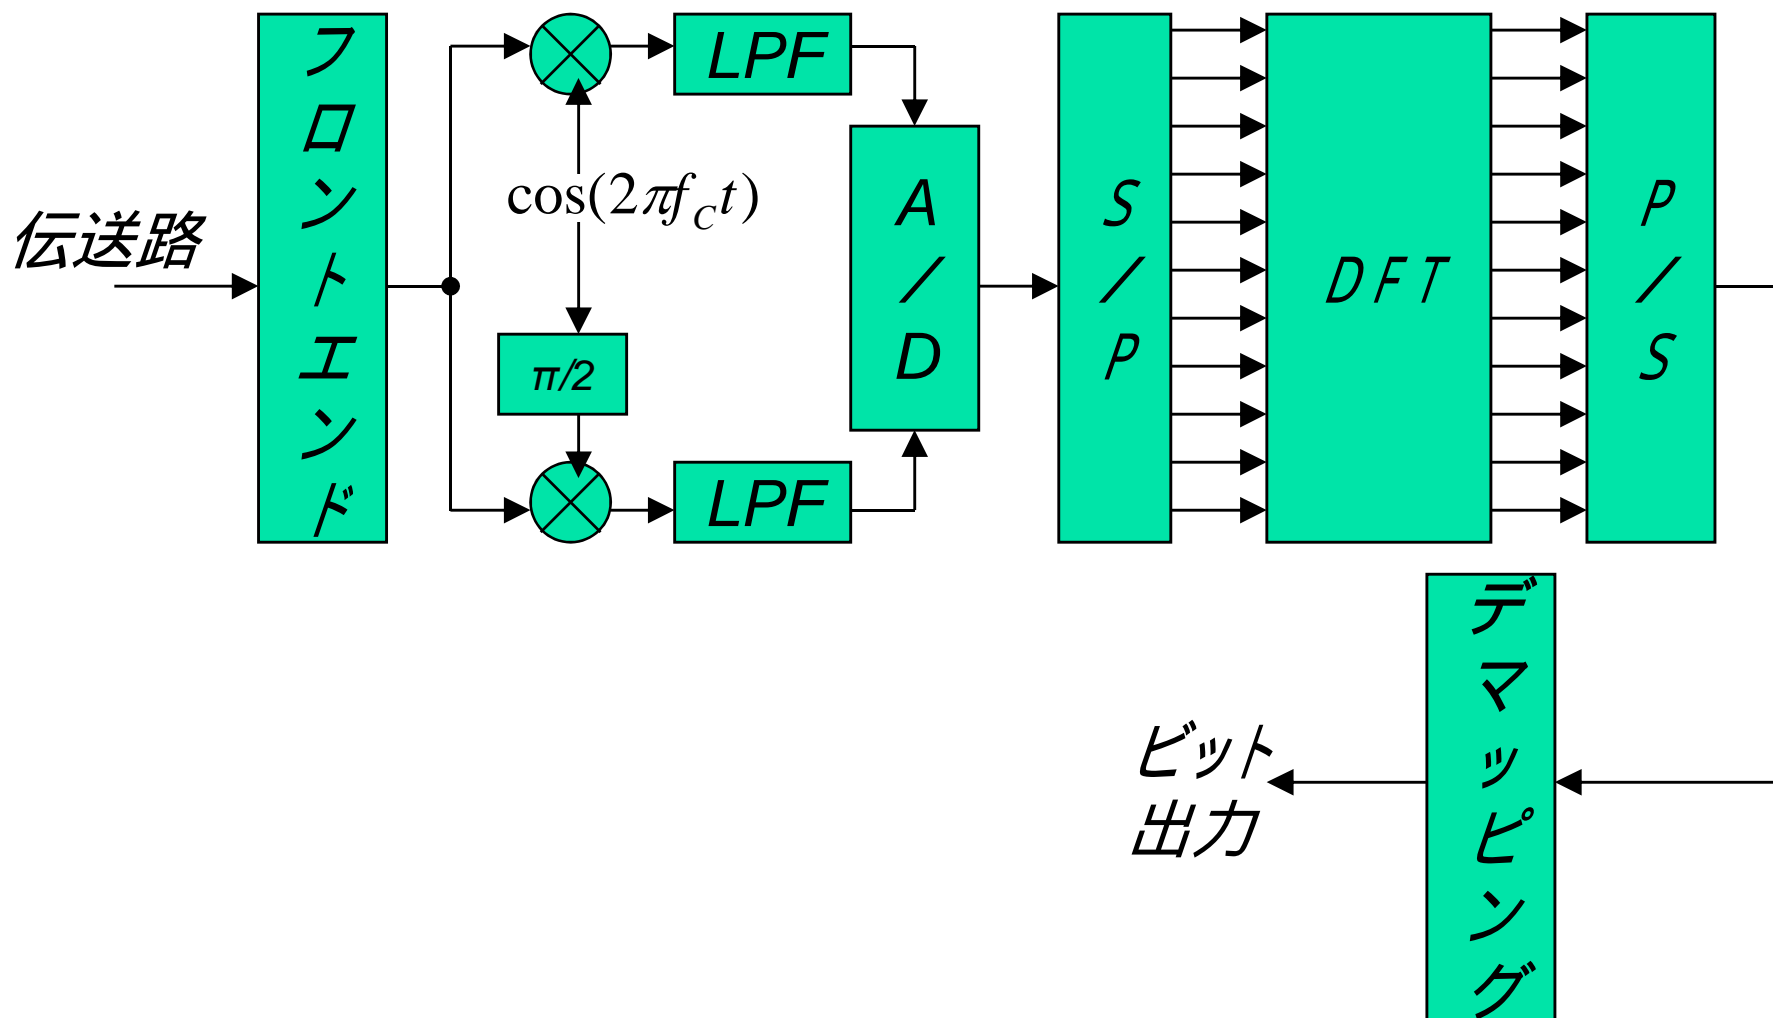 伝送路
フロントエンド
LPF
cos(2πf_C t)
π/2
LPF
A/D
S/P
DFT
P/S
デマッピング
ビット
出力